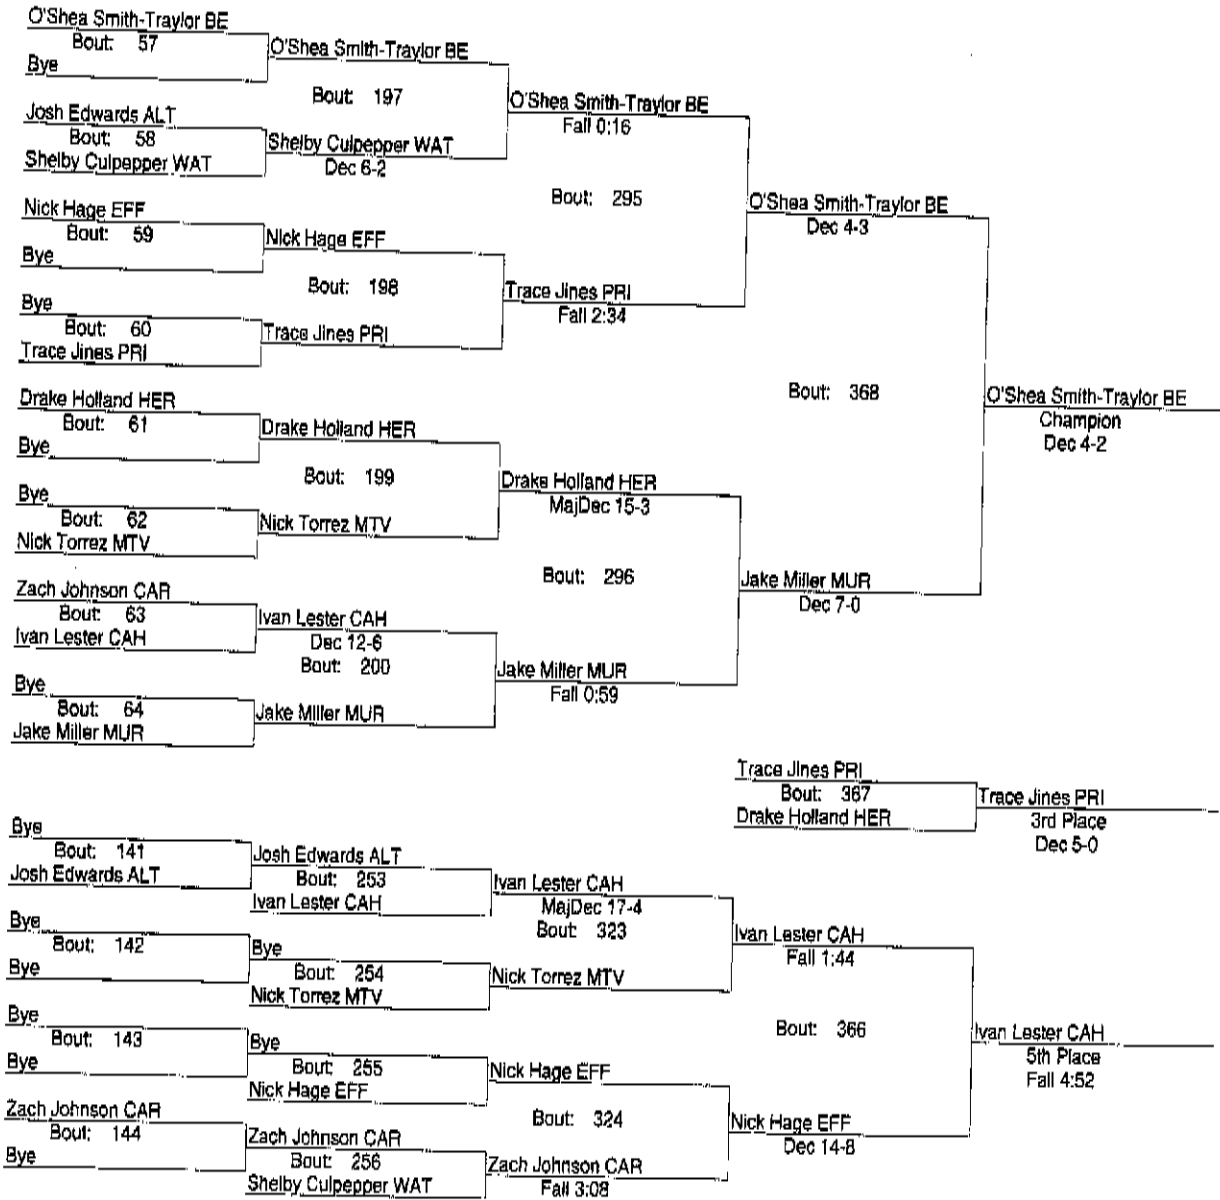 O'Shea Smith-Traylor BE
Bout: 57
Bye
O'Shea Smith-Traylor BE
Bout: 197
Josh Edwards ALT
Bout: 58
Shelby Culpepper WAT
Shelby Culpepper WAT
Dec 6-2
O'Shea Smith-Traylor BE
Fall 0:16
Bout: 295
Nick Hage EFF
Bout: 59
Bye
Nick Hage EFF
Bout: 198
Bye
Bout: 60
Trace Jines PRI
Trace Jines PRI
Trace Jines PRI
Fall 2:34
O'Shea Smith-Traylor BE
Dec 4-3
Bout: 368
O'Shea Smith-Traylor BE
Champion
Dec 4-2
Drake Holland HER
Bout: 61
Bye
Drake Holland HER
Bout: 199
Bye
Bout: 62
Nick Torrez MTV
Nick Torrez MTV
Drake Holland HER
MajDec 15-3
Bout: 296
Zach Johnson CAR
Bout: 63
Ivan Lester CAH
Ivan Lester CAH
Dec 12-6
Bout: 200
Bye
Bout: 64
Jake Miller MUR
Jake Miller MUR
Jake Miller MUR
Fall 0:59
Jake Miller MUR
Dec 7-0
Trace Jines PRI
Bout: 367
Drake Holland HER
Trace Jines PRI
3rd Place
Dec 5-0
Bye
Bout: 141
Josh Edwards ALT
Josh Edwards ALT
Bout: 253
Ivan Lester CAH
Ivan Lester CAH
MajDec 17-4
Bout: 323
Bye
Bout: 142
Bye
Bye
Bout: 254
Nick Torrez MTV
Nick Torrez MTV
Ivan Lester CAH
Fall 1:44
Bout: 366
Ivan Lester CAH
5th Place
Fall 4:52
Bye
Bout: 143
Bye
Bye
Bout: 255
Nick Hage EFF
Nick Hage EFF
Bout: 324
Zach Johnson CAR
Bout: 144
Bye
Zach Johnson CAR
Bout: 256
Shelby Culpepper WAT
Zach Johnson CAR
Fall 3:08
Nick Hage EFF
Dec 14-8